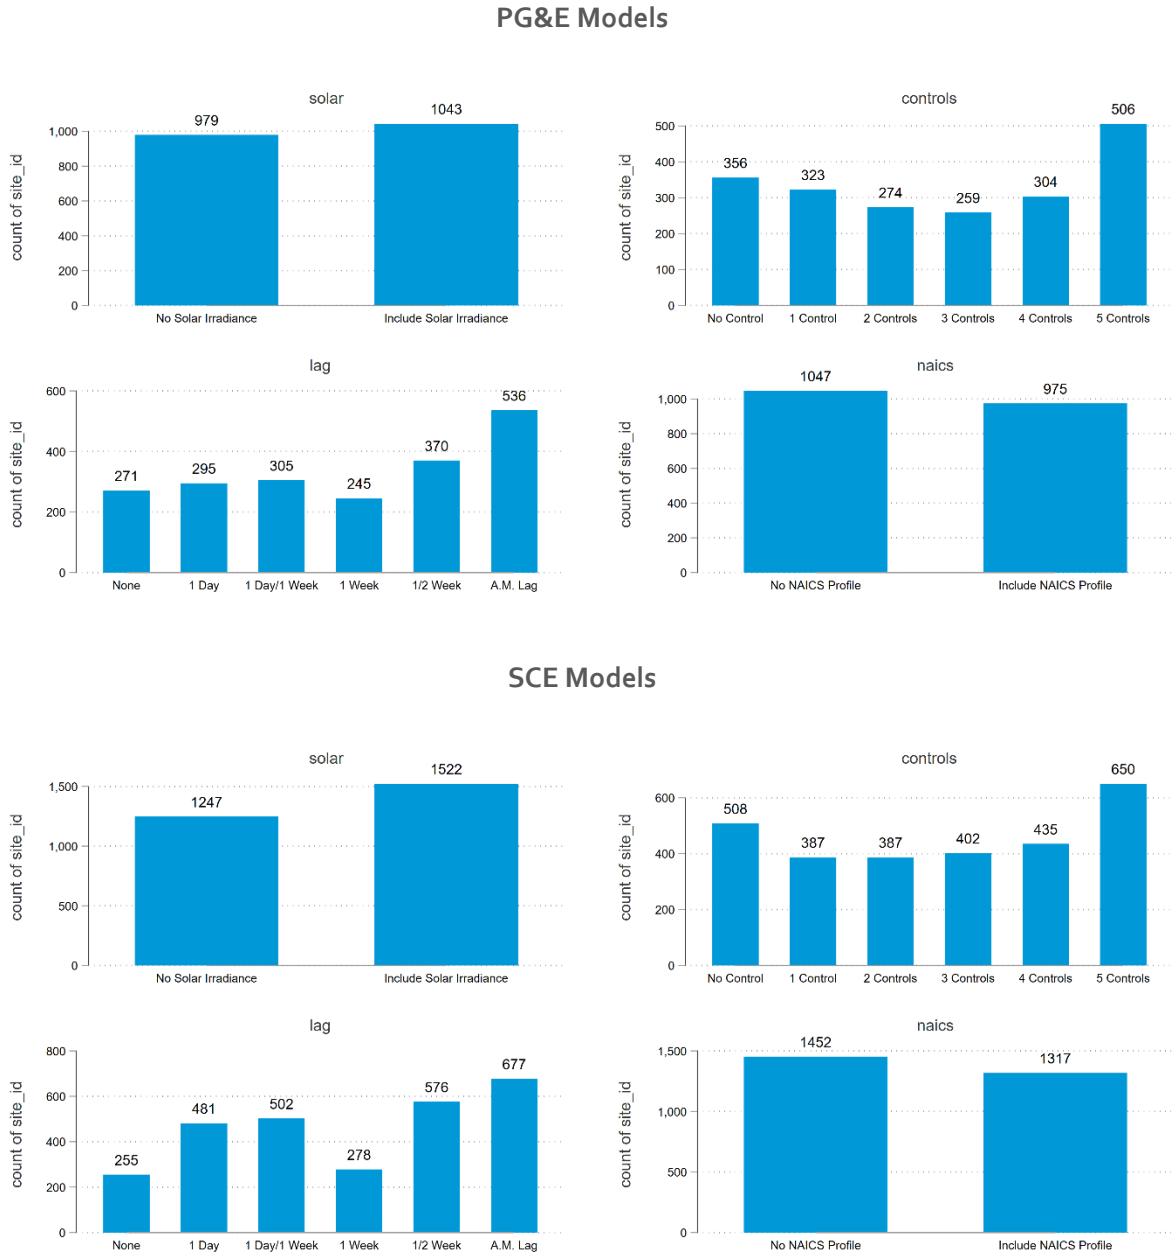 PG&E Models
solar
count of site_id
1,000
800
600
400
200
0
979
1043
No Solar Irradiance
Include Solar Irradiance
controls
count of site_id
500
400
300
200
100
0
356
323
274
259
304
506
No Control
1 Control
2 Controls
3 Controls
4 Controls
5 Controls
lag
count of site_id
600
400
200
0
271
295
305
245
370
536
None
1 Day
1 Day/1 Week
1 Week
1/2 Week
A.M. Lag
naics
count of site_id
1,000
800
600
400
200
0
1047
975
No NAICS Profile
Include NAICS Profile
SCE Models
solar
count of site_id
1,500
1,000
500
0
1247
1522
No Solar Irradiance
Include Solar Irradiance
controls
count of site_id
600
400
200
0
508
387
387
402
435
650
No Control
1 Control
2 Controls
3 Controls
4 Controls
5 Controls
lag
count of site_id
800
600
400
200
0
255
481
502
278
576
677
None
1 Day
1 Day/1 Week
1 Week
1/2 Week
A.M. Lag
naics
count of site_id
1,500
1,000
500
0
1452
1317
No NAICS Profile
Include NAICS Profile